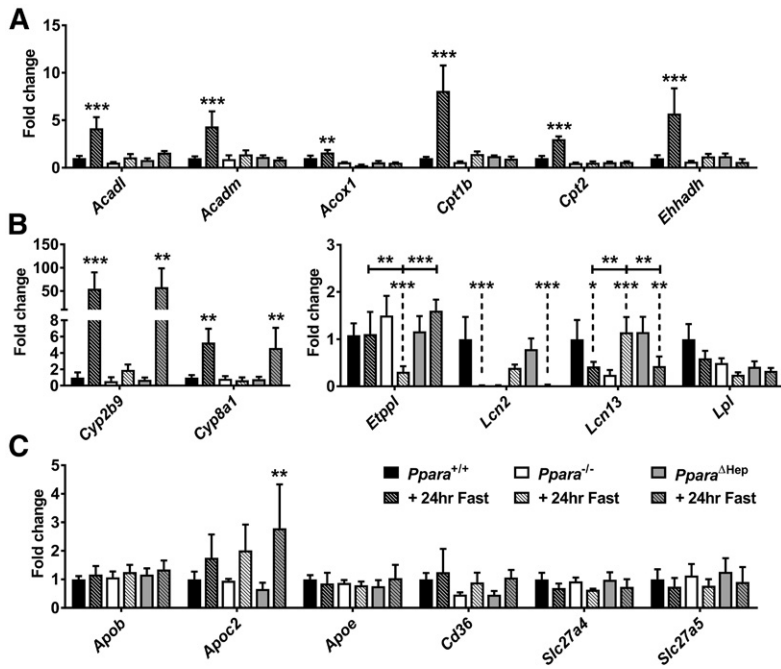 A
Fold change
15
10
5
0
***
***
**
***
***
***
Acadl
Acadm
Acox1
Cpt1b
Cpt2
Ehhadh
B
Fold change
150
100
50
8
6
4
2
0
***
**
**
**
Cyp2b9
Cyp8a1
Fold change
3
2
1
0
** ***
***
***
***
** **
* *** **
Etppl
Lcn2
Lcn13
Lpl
C
Fold change
5
4
3
2
1
0
**
Ppara+/+ Ppara-/- PparaΔHep
+ 24hr Fast + 24hr Fast + 24hr Fast
Apob
Apoc2
Apoe
Cd36
Slc27a4
Slc27a5